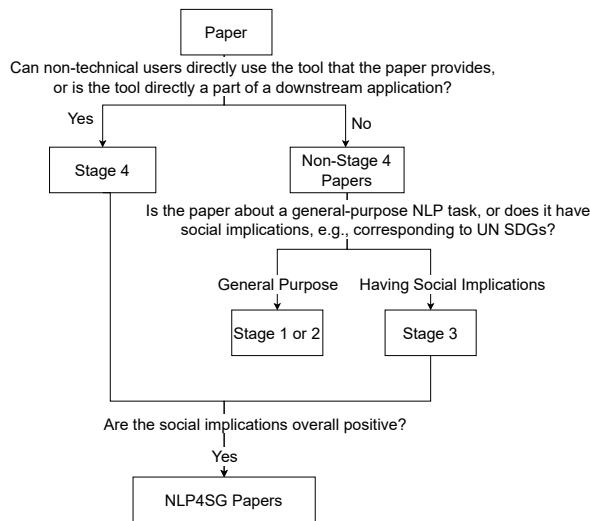 Paper
Can non-technical users directly use the tool that the paper provides,
or is the tool directly a part of a downstream application?
Yes
No
Stage 4
Non-Stage 4
Papers
Is the paper about a general-purpose NLP task, or does it have
social implications, e.g., corresponding to UN SDGs?
General Purpose
Having Social Implications
Stage 1 or 2
Stage 3
Are the social implications overall positive?
Yes
NLP4SG Papers